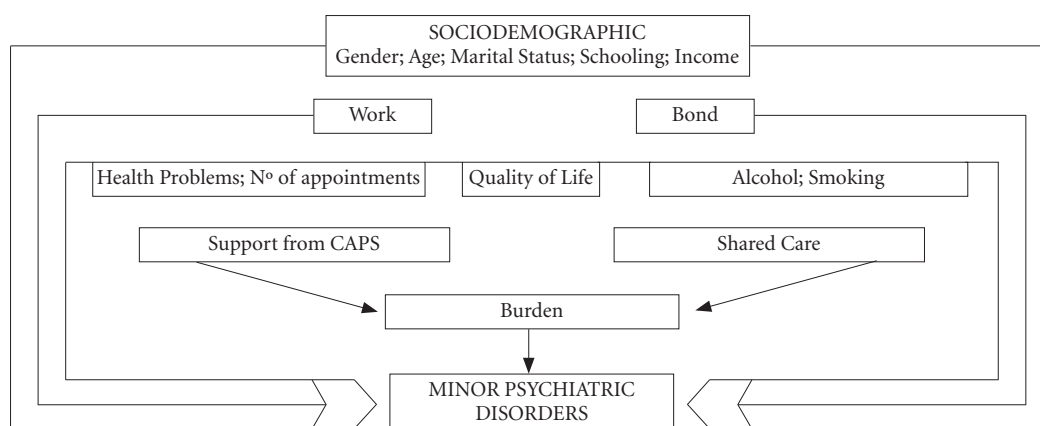 SOCIODEMOGRAPHIC
Gender; Age; Marital Status; Schooling; Income
Work
Bond
Health Problems; Nº of appointments
Quality of Life
Alcohol; Smoking
Support from CAPS
Shared Care
Burden
MINOR PSYCHIATRIC
DISORDERS